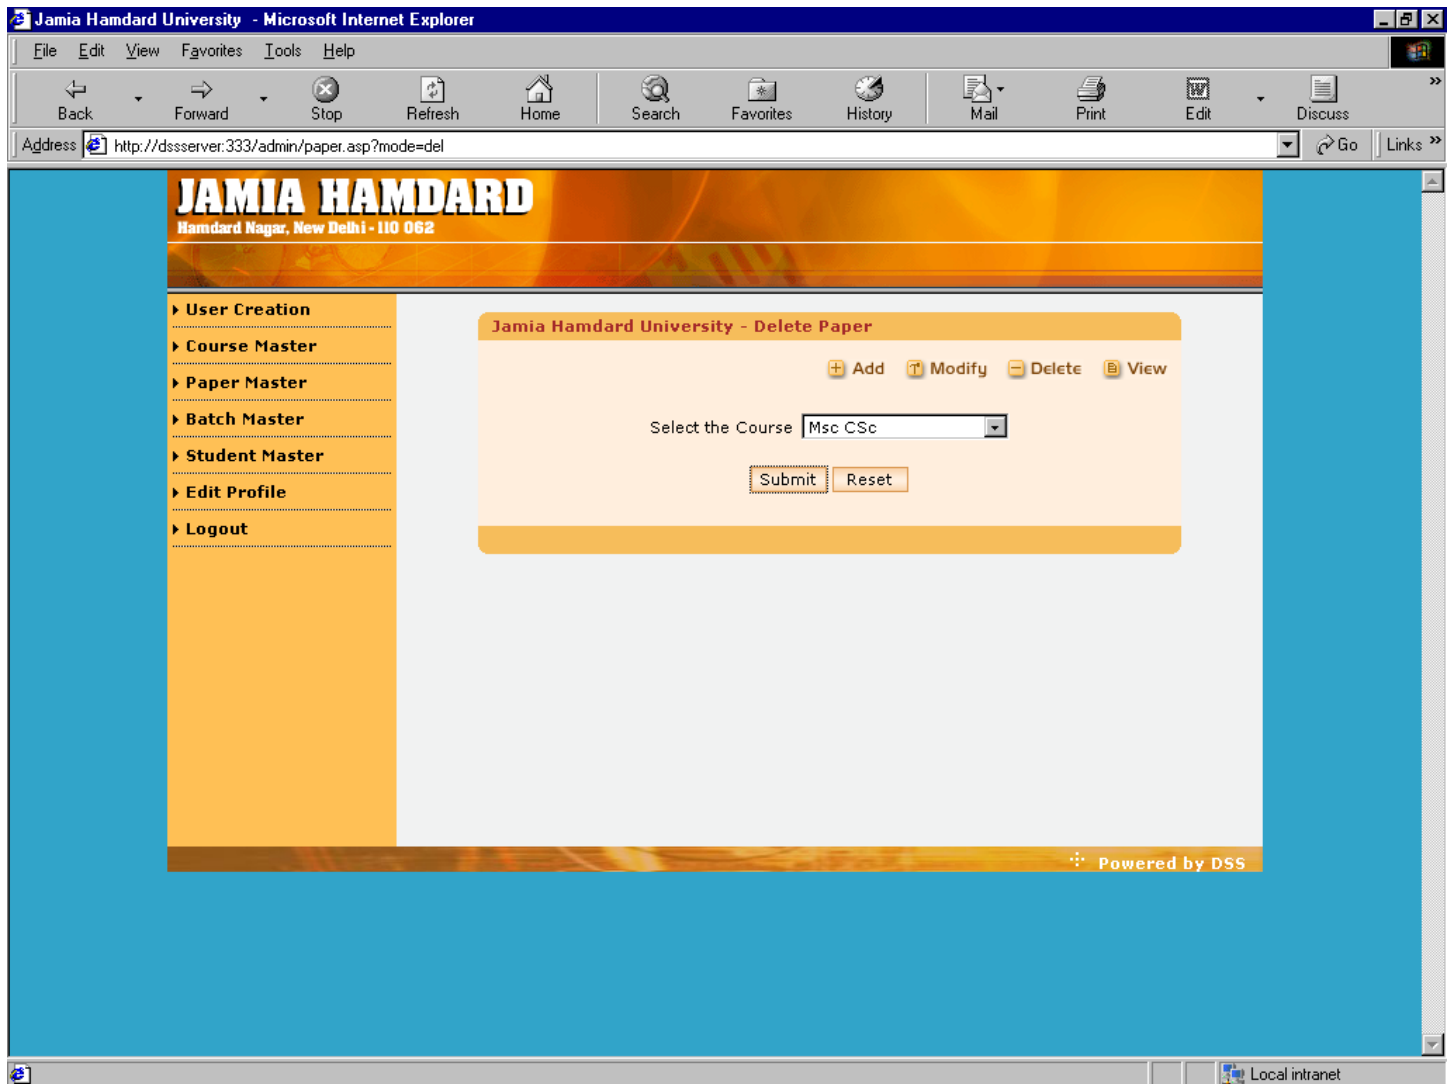 Jamia Hamdard University - Microsoft Internet Explorer
File Edit View Favorites Tools Help
Back Forward Stop Refresh Home Search Favorites History Mail Print Edit Discuss »
Address http://dssserver:333/admin/paper.asp?mode=del Go Links »
JAMIA HAMDARD
Hamdard Nagar, New Delhi - 110 062
User Creation
Course Master
Paper Master
Batch Master
Student Master
Edit Profile
Logout
Jamia Hamdard University - Delete Paper
Add Modify Delete View
Select the Course Msc CSc
Submit Reset
Powered by DSS
Local intranet